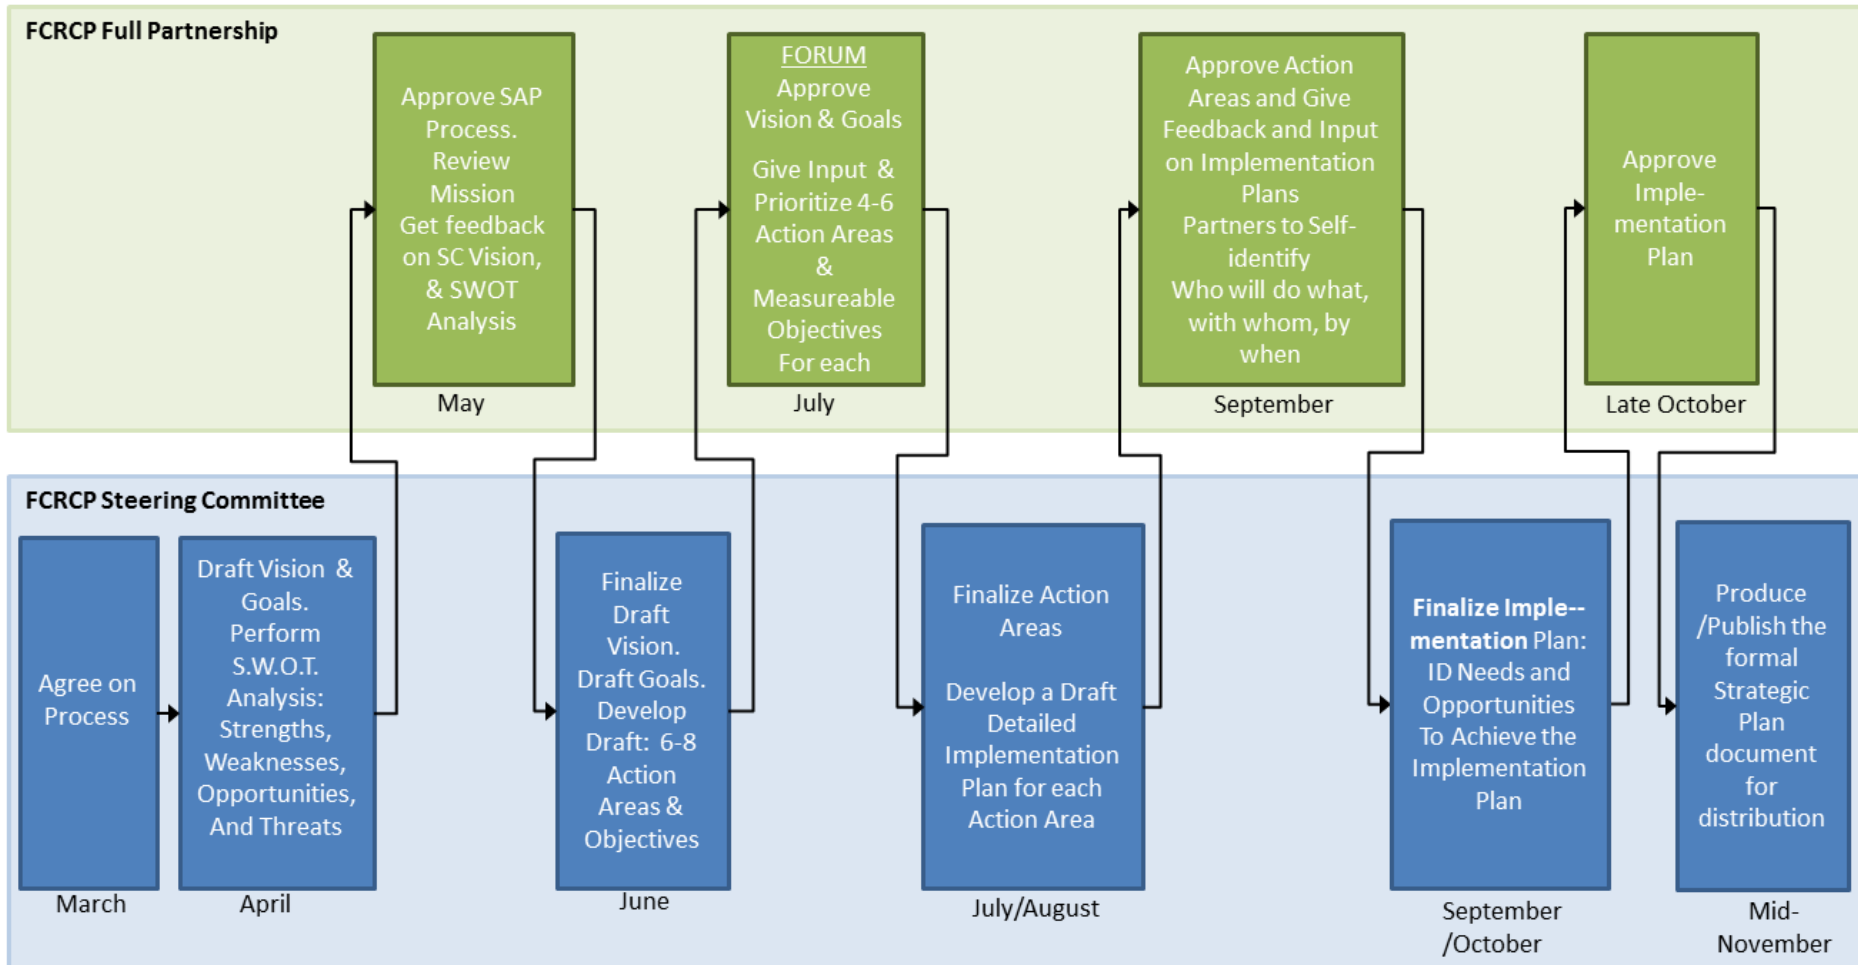 FCRCP Full Partnership
Approve SAP
Process.
Review
Mission
Get feedback
on SC Vision,
& SWOT
Analysis
May
FORUM
Approve
Vision & Goals
Give Input &
Prioritize 4-6
Action Areas
&
Measureable
Objectives
For each
July
Approve Action
Areas and Give
Feedback and Input
on Implementation
Plans
Partners to Self-
identify
Who will do what,
with whom, by
when
September
Approve
Imple-
mentation
Plan
Late October
FCRCP Steering Committee
Agree on
Process
March
Draft Vision &
Goals.
Perform
S.W.O.T.
Analysis:
Strengths,
Weaknesses,
Opportunities,
And Threats
April
Finalize
Draft
Vision.
Draft Goals.
Develop
Draft: 6-8
Action
Areas &
Objectives
June
Finalize Action
Areas
Develop a Draft
Detailed
Implementation
Plan for each
Action Area
July/August
Finalize Imple--
mentation Plan:
ID Needs and
Opportunities
To Achieve the
Implementation
Plan
September
/October
Produce
/Publish the
formal
Strategic
Plan
document
for
distribution
Mid-
November